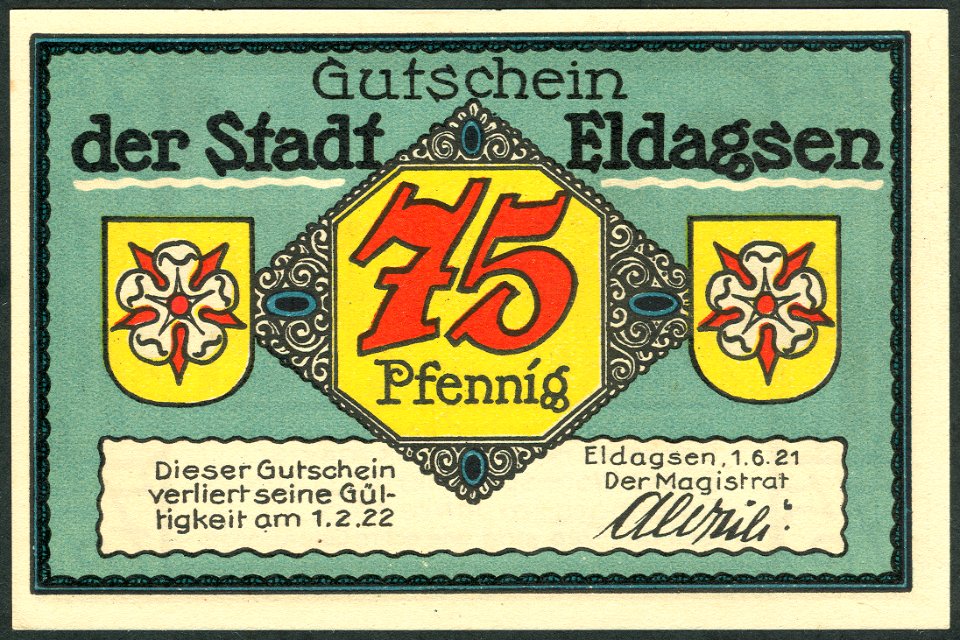 Gutschein
der Stadt Eldagsen
75
Pfennig
Dieser Gutschein
verliert seine Gül-
tigkeit am 1.2.22
Eldagsen, 1.6.21
Der Magistrat